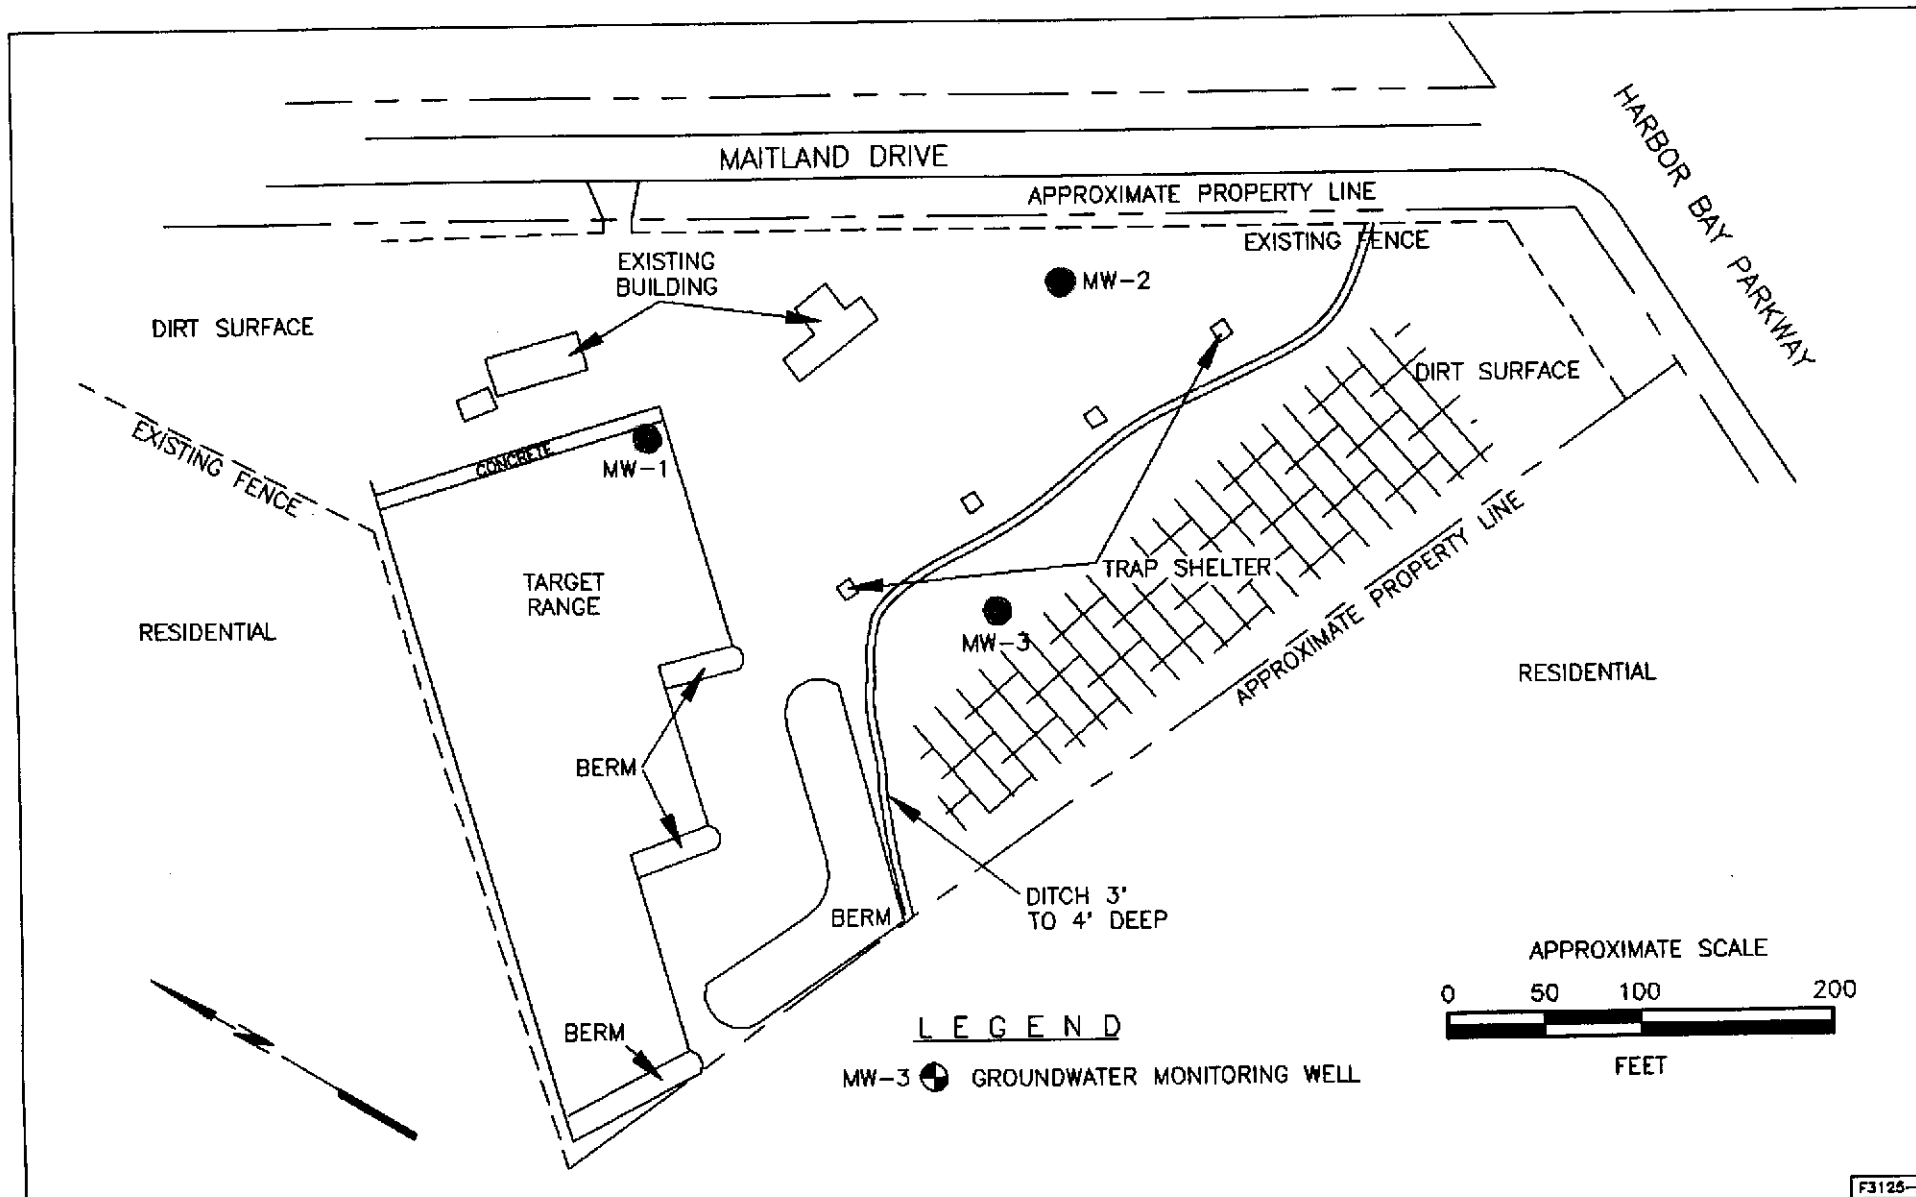 MAITLAND DRIVE
HARBOR BAY PARKWAY
APPROXIMATE PROPERTY LINE
EXISTING FENCE
EXISTING
BUILDING
MW-2
DIRT SURFACE
DIRT SURFACE
EXISTING FENCE
CONCRETE
MW-1
TARGET
RANGE
TRAP SHELTER
APPROXIMATE PROPERTY LINE
RESIDENTIAL
MW-3
RESIDENTIAL
BERM
DITCH 3'
TO 4' DEEP
BERM
BERM
APPROXIMATE SCALE
0 50 100 200
FEET
LEGEND
MW-3 GROUNDWATER MONITORING WELL
N
F3125-